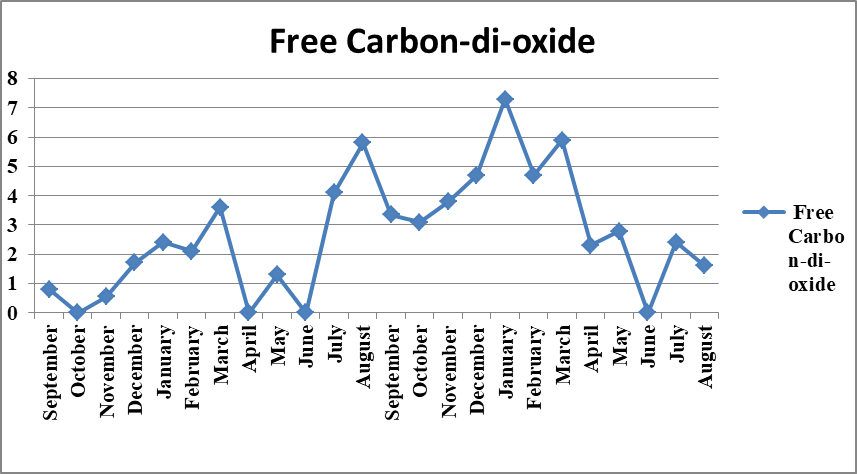 Free Carbon-di-oxide
8
7
6
5
4
3
2
1
0
September
October
November
December
January
February
March
April
May
June
July
August
September
October
November
December
January
February
March
April
May
June
July
August
Free
Carbo
n-di-
oxide